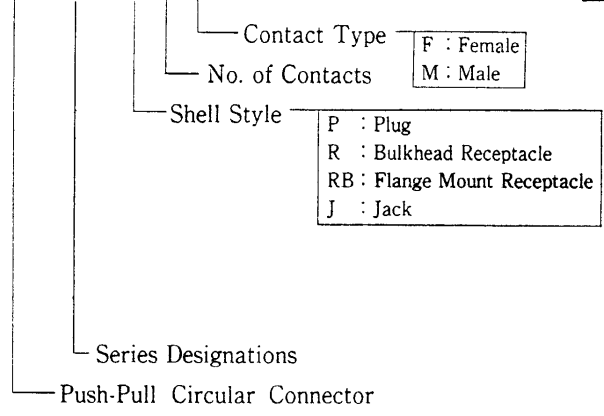 Contact Type
F : Female
M : Male
No. of Contacts
Shell Style
P : Plug
R : Bulkhead Receptacle
RB : Flange Mount Receptacle
J : Jack
Series Designations
Push-Pull Circular Connector